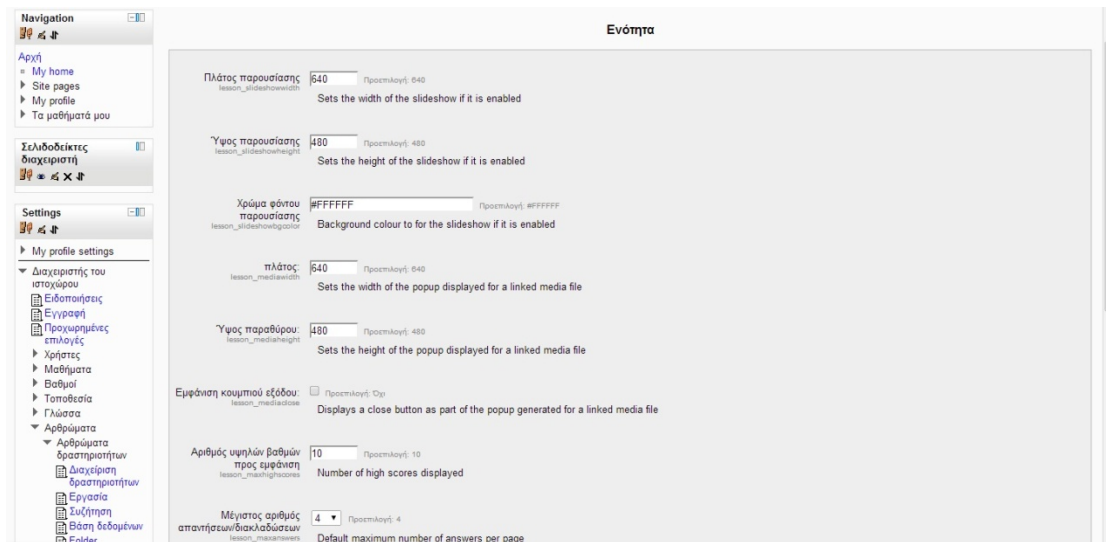 Navigation
Αρχή
My home
Site pages
My profile
Τα μαθήματά μου
Σελιδοδείκτες
διαχειριστή
Settings
My profile settings
Διαχειριστής του
ιστοχώρου
Ειδοποιήσεις
Εγγραφή
Προχωρημένες
επιλογές
Χρήστες
Μαθήματα
Βαθμοί
Τοποθεσία
Γλώσσα
Αρθρώματα
Αρθρώματα
δραστηριοτήτων
Διαχείριση
δραστηριοτήτων
Εργασία
Συζήτηση
Βάση δεδομένων
Folder
Ενότητα
Πλάτος παρουσίασης 640 Προεπιλογή: 640
lesson_slideshowwidth
Sets the width of the slideshow if it is enabled
Ύψος παρουσίασης 480 Προεπιλογή: 480
lesson_slideshowheight
Sets the height of the slideshow if it is enabled
Χρώμα φόντου #FFFFFF Προεπιλογή: #FFFFFF
παρουσίασης
lesson_slideshowbgcolor
Background colour to for the slideshow if it is enabled
πλάτος: 640 Προεπιλογή: 640
lesson_mediawidth
Sets the width of the popup displayed for a linked media file
Ύψος παραθύρου: 480 Προεπιλογή: 480
lesson_mediaheight
Sets the height of the popup displayed for a linked media file
Εμφάνιση κουμπιού εξόδου: Προεπιλογή: Όχι
lesson_mediaclose
Displays a close button as part of the popup generated for a linked media file
Αριθμός υψηλών βαθμών 10 Προεπιλογή: 10
προς εμφάνιση
lesson_maxhighscores
Number of high scores displayed
Μέγιστος αριθμός 4 Προεπιλογή: 4
απαντήσεων/διακλαδώσεων
lesson_maxanswers
Default maximum number of answers per page